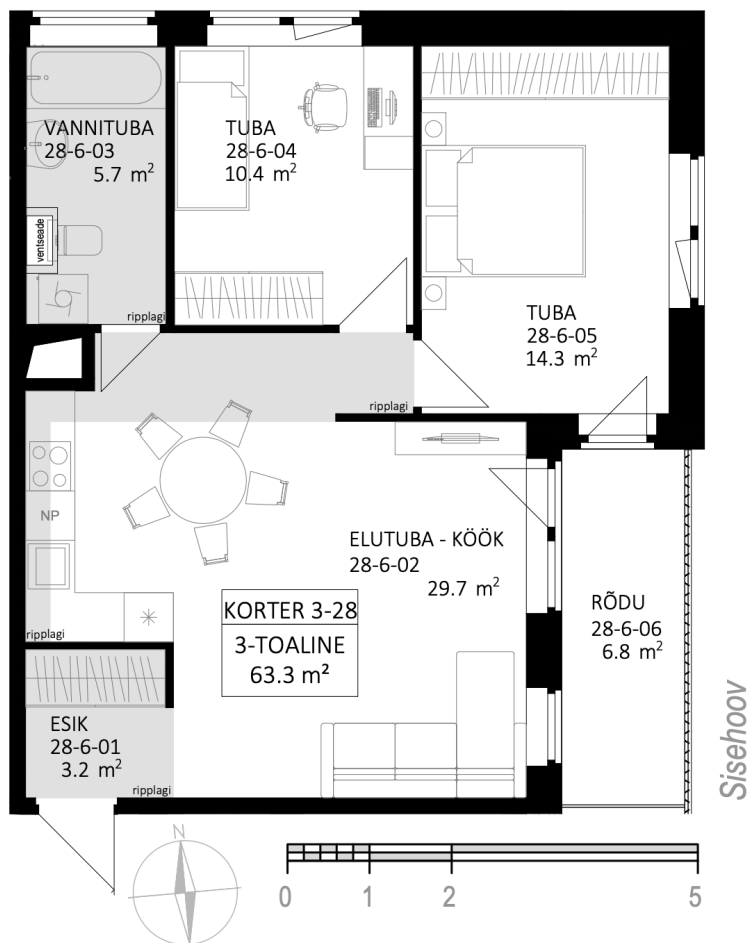 VANNITUBA
28-6-03
5.7 m²
ventseade
ripplagi
TUBA
28-6-04
10.4 m²
TUBA
28-6-05
14.3 m²
ripplagi
NP
ELUTUBA - KÖÖK
28-6-02
29.7 m²
ripplagi
KORTER 3-28
3-TOALINE
63.3 m²
RÕDU
28-6-06
6.8 m²
Sisehoov
ESIK
28-6-01
3.2 m²
ripplagi
N
0 1 2 5